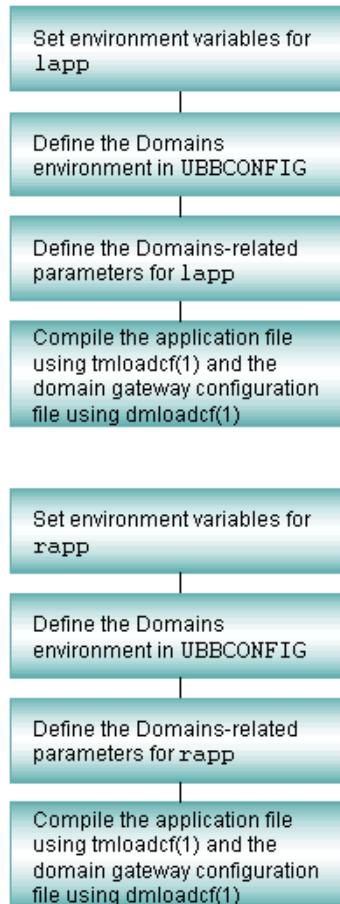 Set environment variables for
lapp
Define the Domains
environment in UBBCONFIG
Define the Domains-related
parameters for lapp
Compile the application file
using tmloadcf(1) and the
domain gateway configuration
file using dmloadcf(1)
Set environment variables for
rapp
Define the Domains
environment in UBBCONFIG
Define the Domains-related
parameters for rapp
Compile the application file
using tmloadcf(1) and the
domain gateway configuration
file using dmloadcf(1)